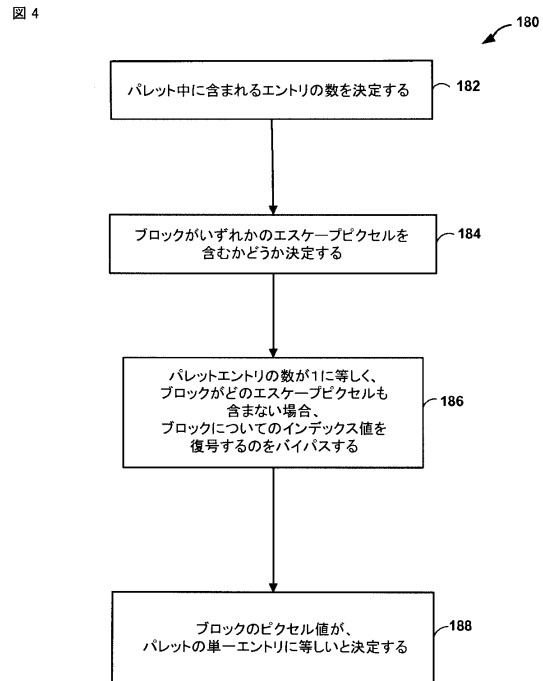 図 4
180
パレット中に含まれるエントリの数を決定する
182
ブロックがいずれかのエスケープピクセルを
含むかどうか決定する
184
パレットエントリの数が1に等しく、
ブロックがどのエスケープピクセルも
含まない場合、
ブロックについてのインデックス値を
復号するのをバイパスする
186
ブロックのピクセル値が、
パレットの単一エントリに等しいと決定する
188